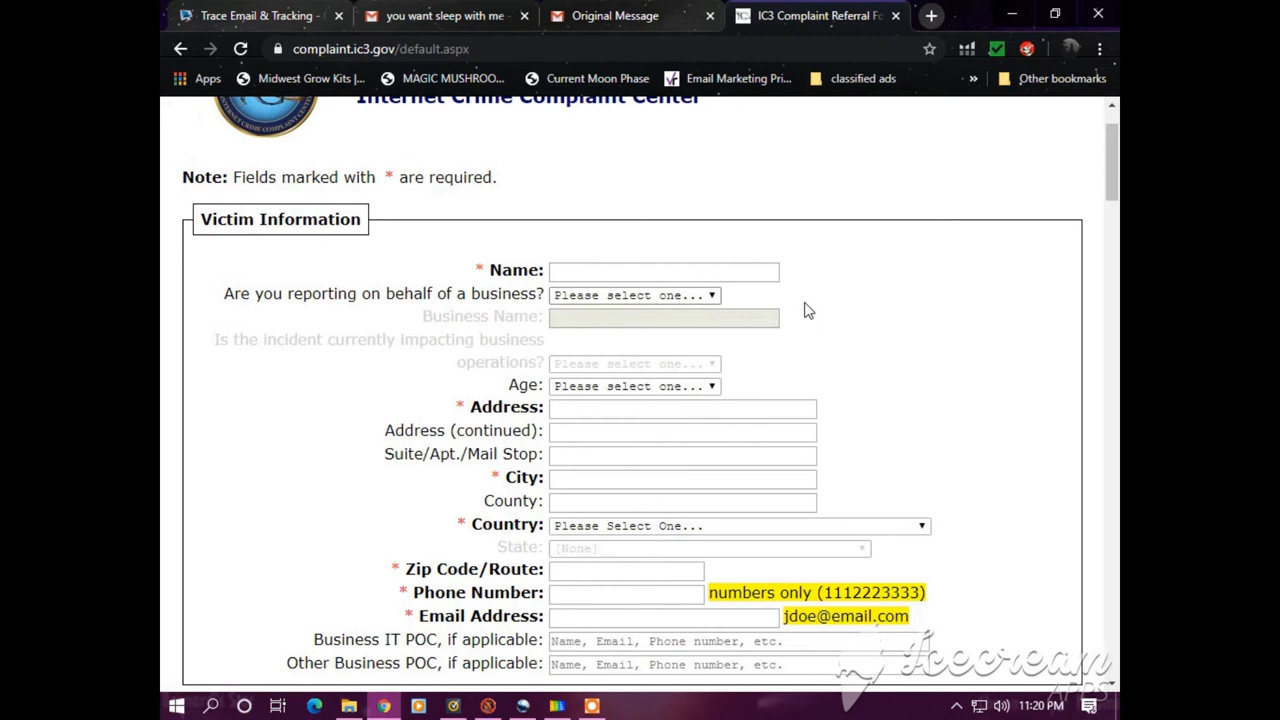 Trace Email & Tracking - (
you want sleep with me -
Original Message
IC3 Complaint Referral Fo
complaint.ic3.gov/default.aspx
Apps
Midwest Grow Kits |...
MAGIC MUSHROO...
Current Moon Phase
Email Marketing Pri...
classified ads
»
Other bookmarks
Internet Crime Complaint Center
Note: Fields marked with * are required.
Victim Information
* Name:
Are you reporting on behalf of a business? Please select one...
Business Name:
Is the incident currently impacting business
operations? Please select one...
Age: Please select one...
* Address:
Address (continued):
Suite/Apt./Mail Stop:
* City:
County:
* Country: Please Select One...
State: [None]
* Zip Code/Route:
* Phone Number: numbers only (1112223333)
* Email Address: jdoe@email.com
Business IT POC, if applicable: Name, Email, Phone number, etc.
Other Business POC, if applicable: Name, Email, Phone number, etc.
Icecream
APPS
11:20 PM